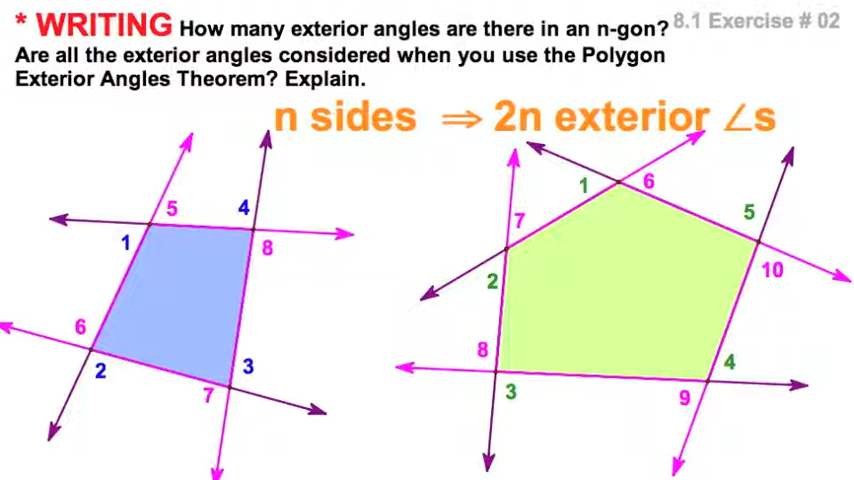 * WRITING How many exterior angles are there in an n-gon? 8.1 Exercise # 02
Are all the exterior angles considered when you use the Polygon
Exterior Angles Theorem? Explain.
n sides ⇒ 2n exterior ∠s
5 4
1 8
6
2 3
7
1 6
7 5
2 10
8 4
3 9